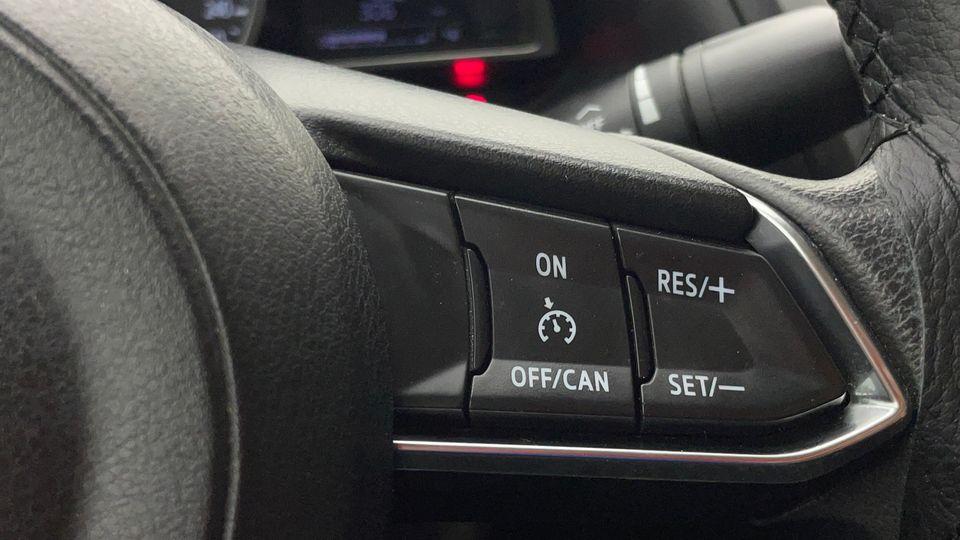 ON
RES/+
OFF/CAN
SET/−